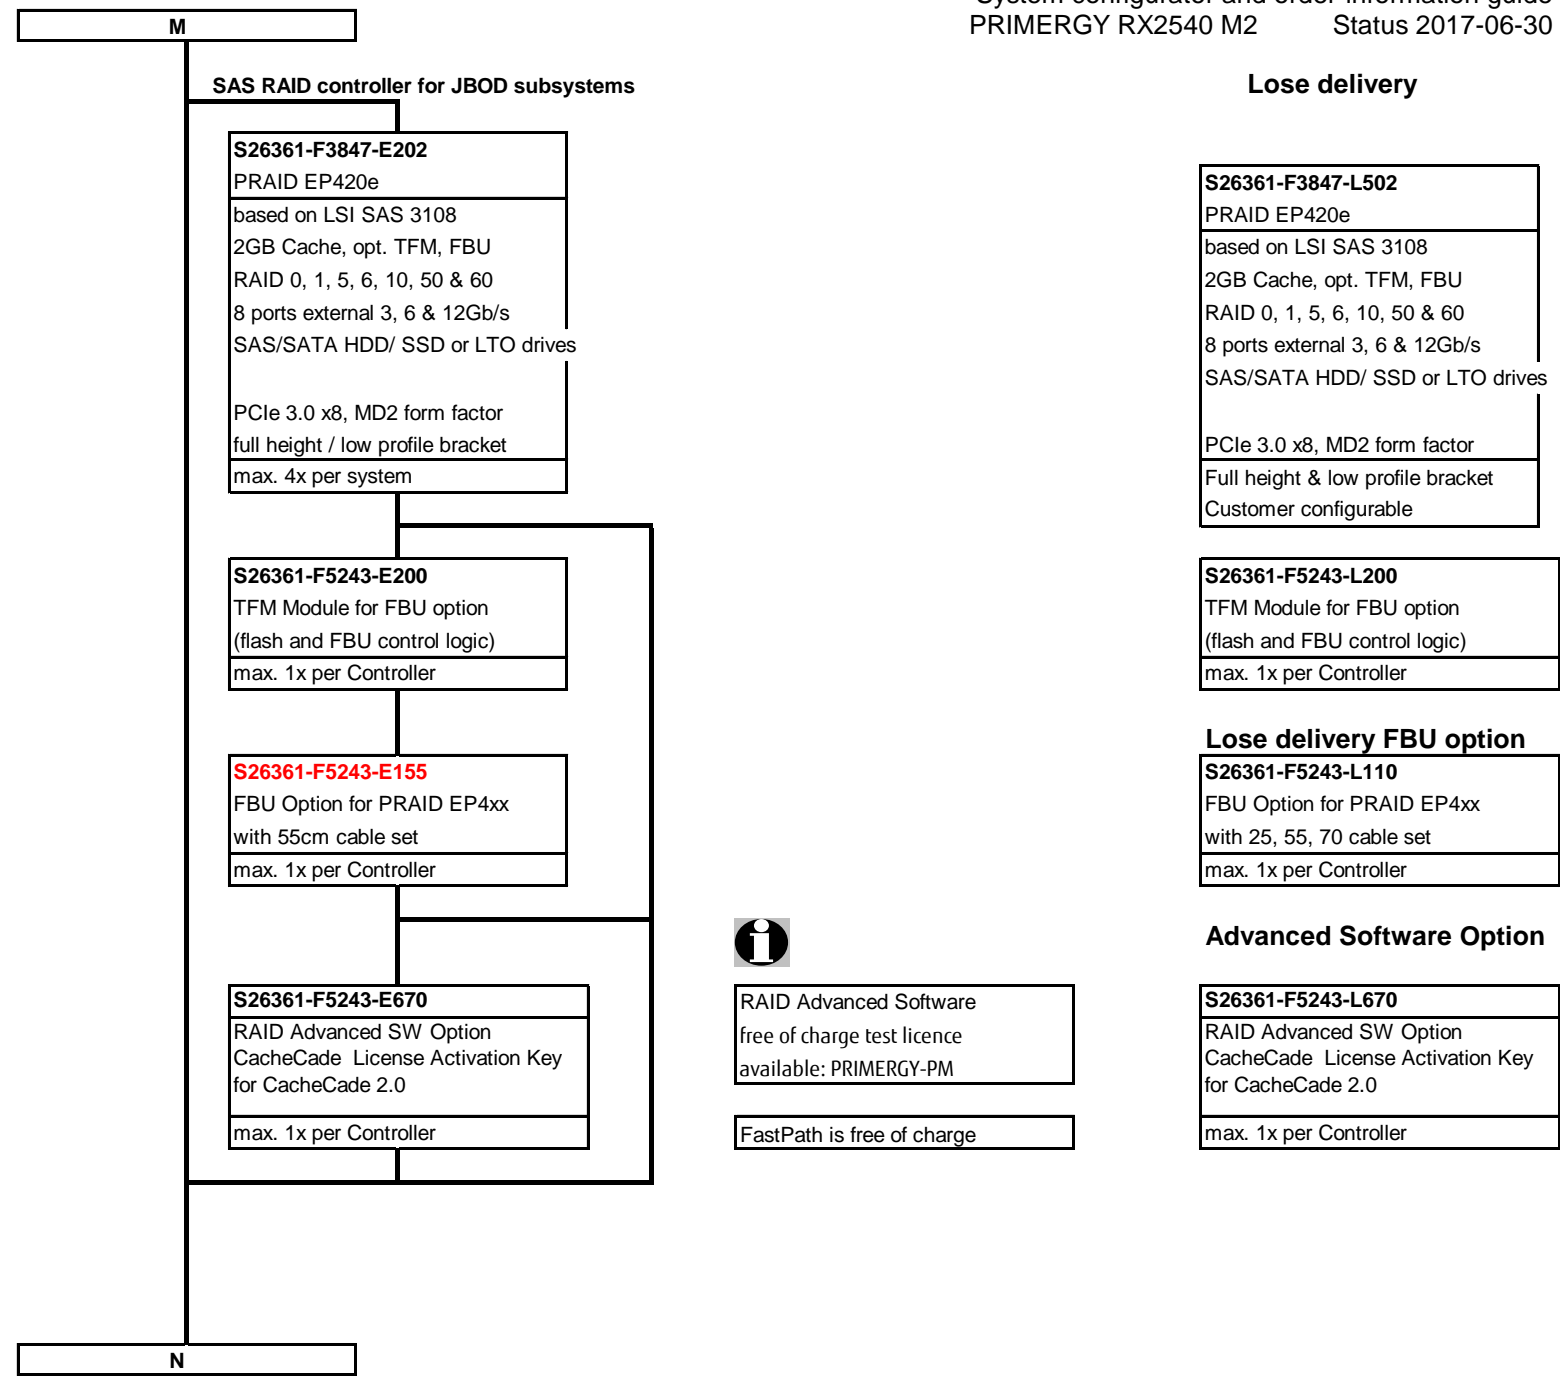 System configurator and order-information guide
PRIMERGY RX2540 M2 Status 2017-06-30
M
SAS RAID controller for JBOD subsystems
S26361-F3847-E202
PRAID EP420e
based on LSI SAS 3108
2GB Cache, opt. TFM, FBU
RAID 0, 1, 5, 6, 10, 50 & 60
8 ports external 3, 6 & 12Gb/s
SAS/SATA HDD/ SSD or LTO drives
PCIe 3.0 x8, MD2 form factor
full height / low profile bracket
max. 4x per system
S26361-F5243-E200
TFM Module for FBU option
(flash and FBU control logic)
max. 1x per Controller
S26361-F5243-E155
FBU Option for PRAID EP4xx
with 55cm cable set
max. 1x per Controller
S26361-F5243-E670
RAID Advanced SW Option
CacheCade License Activation Key
for CacheCade 2.0
max. 1x per Controller
RAID Advanced Software
free of charge test licence
available: PRIMERGY-PM
FastPath is free of charge
Lose delivery
S26361-F3847-L502
PRAID EP420e
based on LSI SAS 3108
2GB Cache, opt. TFM, FBU
RAID 0, 1, 5, 6, 10, 50 & 60
8 ports external 3, 6 & 12Gb/s
SAS/SATA HDD/ SSD or LTO drives
PCIe 3.0 x8, MD2 form factor
Full height & low profile bracket
Customer configurable
S26361-F5243-L200
TFM Module for FBU option
(flash and FBU control logic)
max. 1x per Controller
Lose delivery FBU option
S26361-F5243-L110
FBU Option for PRAID EP4xx
with 25, 55, 70 cable set
max. 1x per Controller
Advanced Software Option
S26361-F5243-L670
RAID Advanced SW Option
CacheCade License Activation Key
for CacheCade 2.0
max. 1x per Controller
N